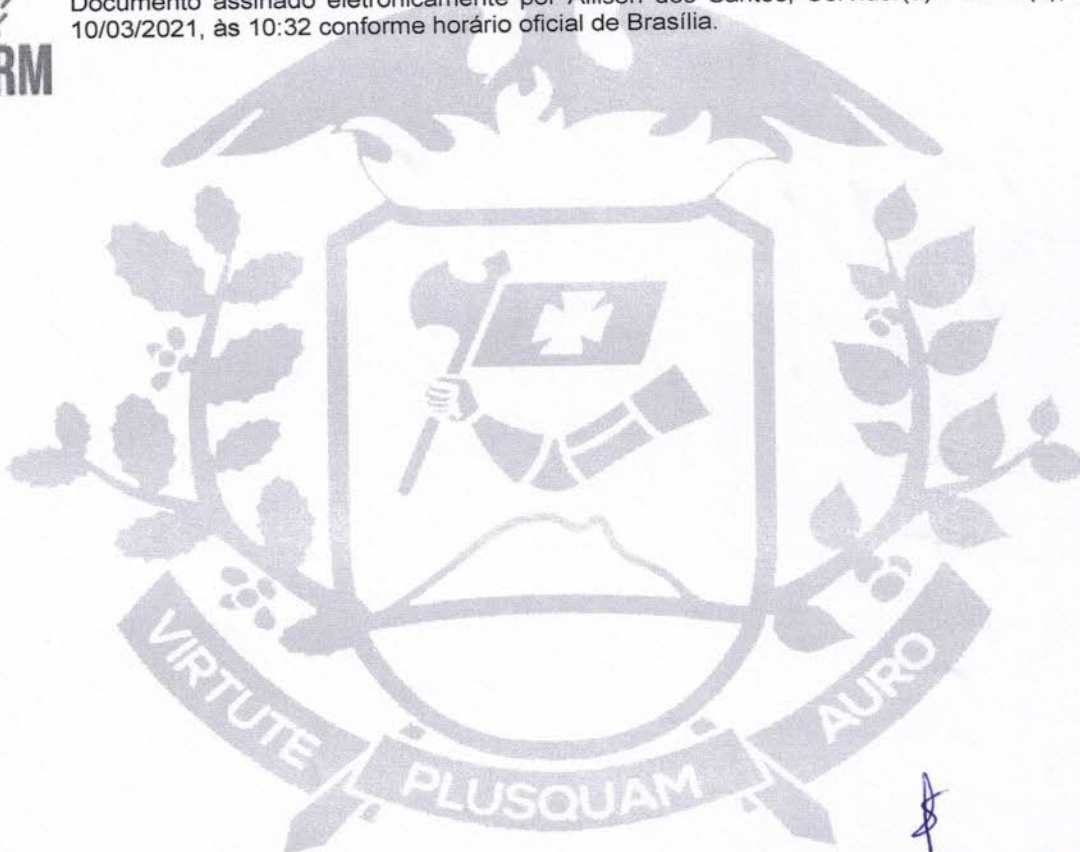 Documento assinado eletronicamente por
10/03/2021, às 10:32 conforme horário oficial de Brasília.
RM
VIRTUTE PLUSQUAM AURO